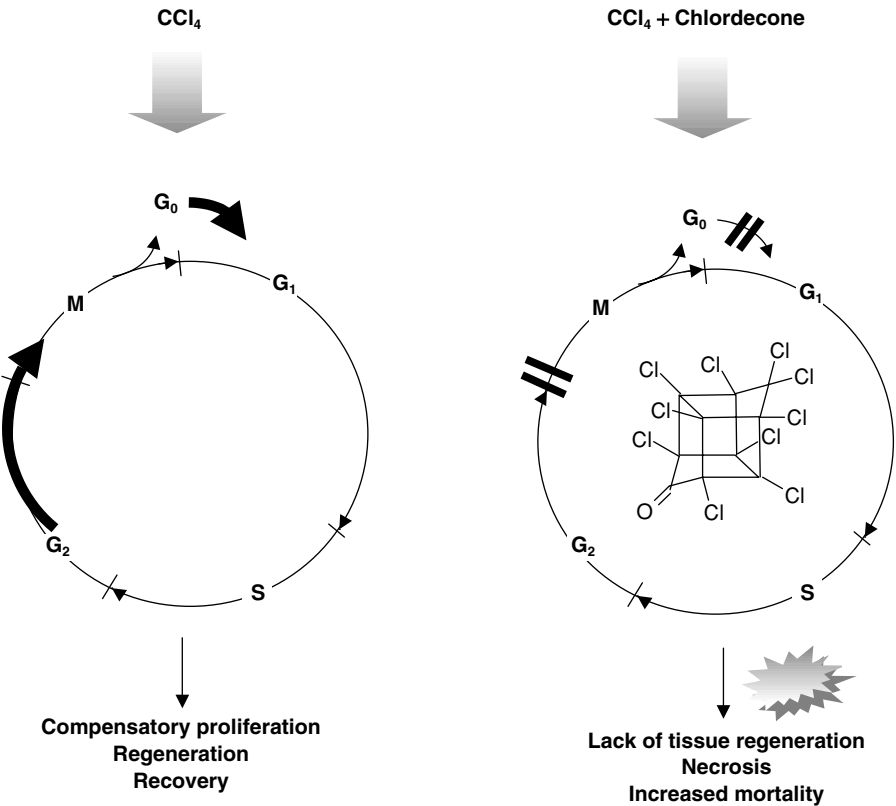 CCl₄
G₀
G₁
M
G₂
S
Compensatory proliferation
Regeneration
Recovery
CCl₄ + Chlordecone
G₀
G₁
M
Cl
Cl
Cl
Cl
Cl
Cl
Cl
Cl
Cl
O
Cl
G₂
S
Lack of tissue regeneration
Necrosis
Increased mortality